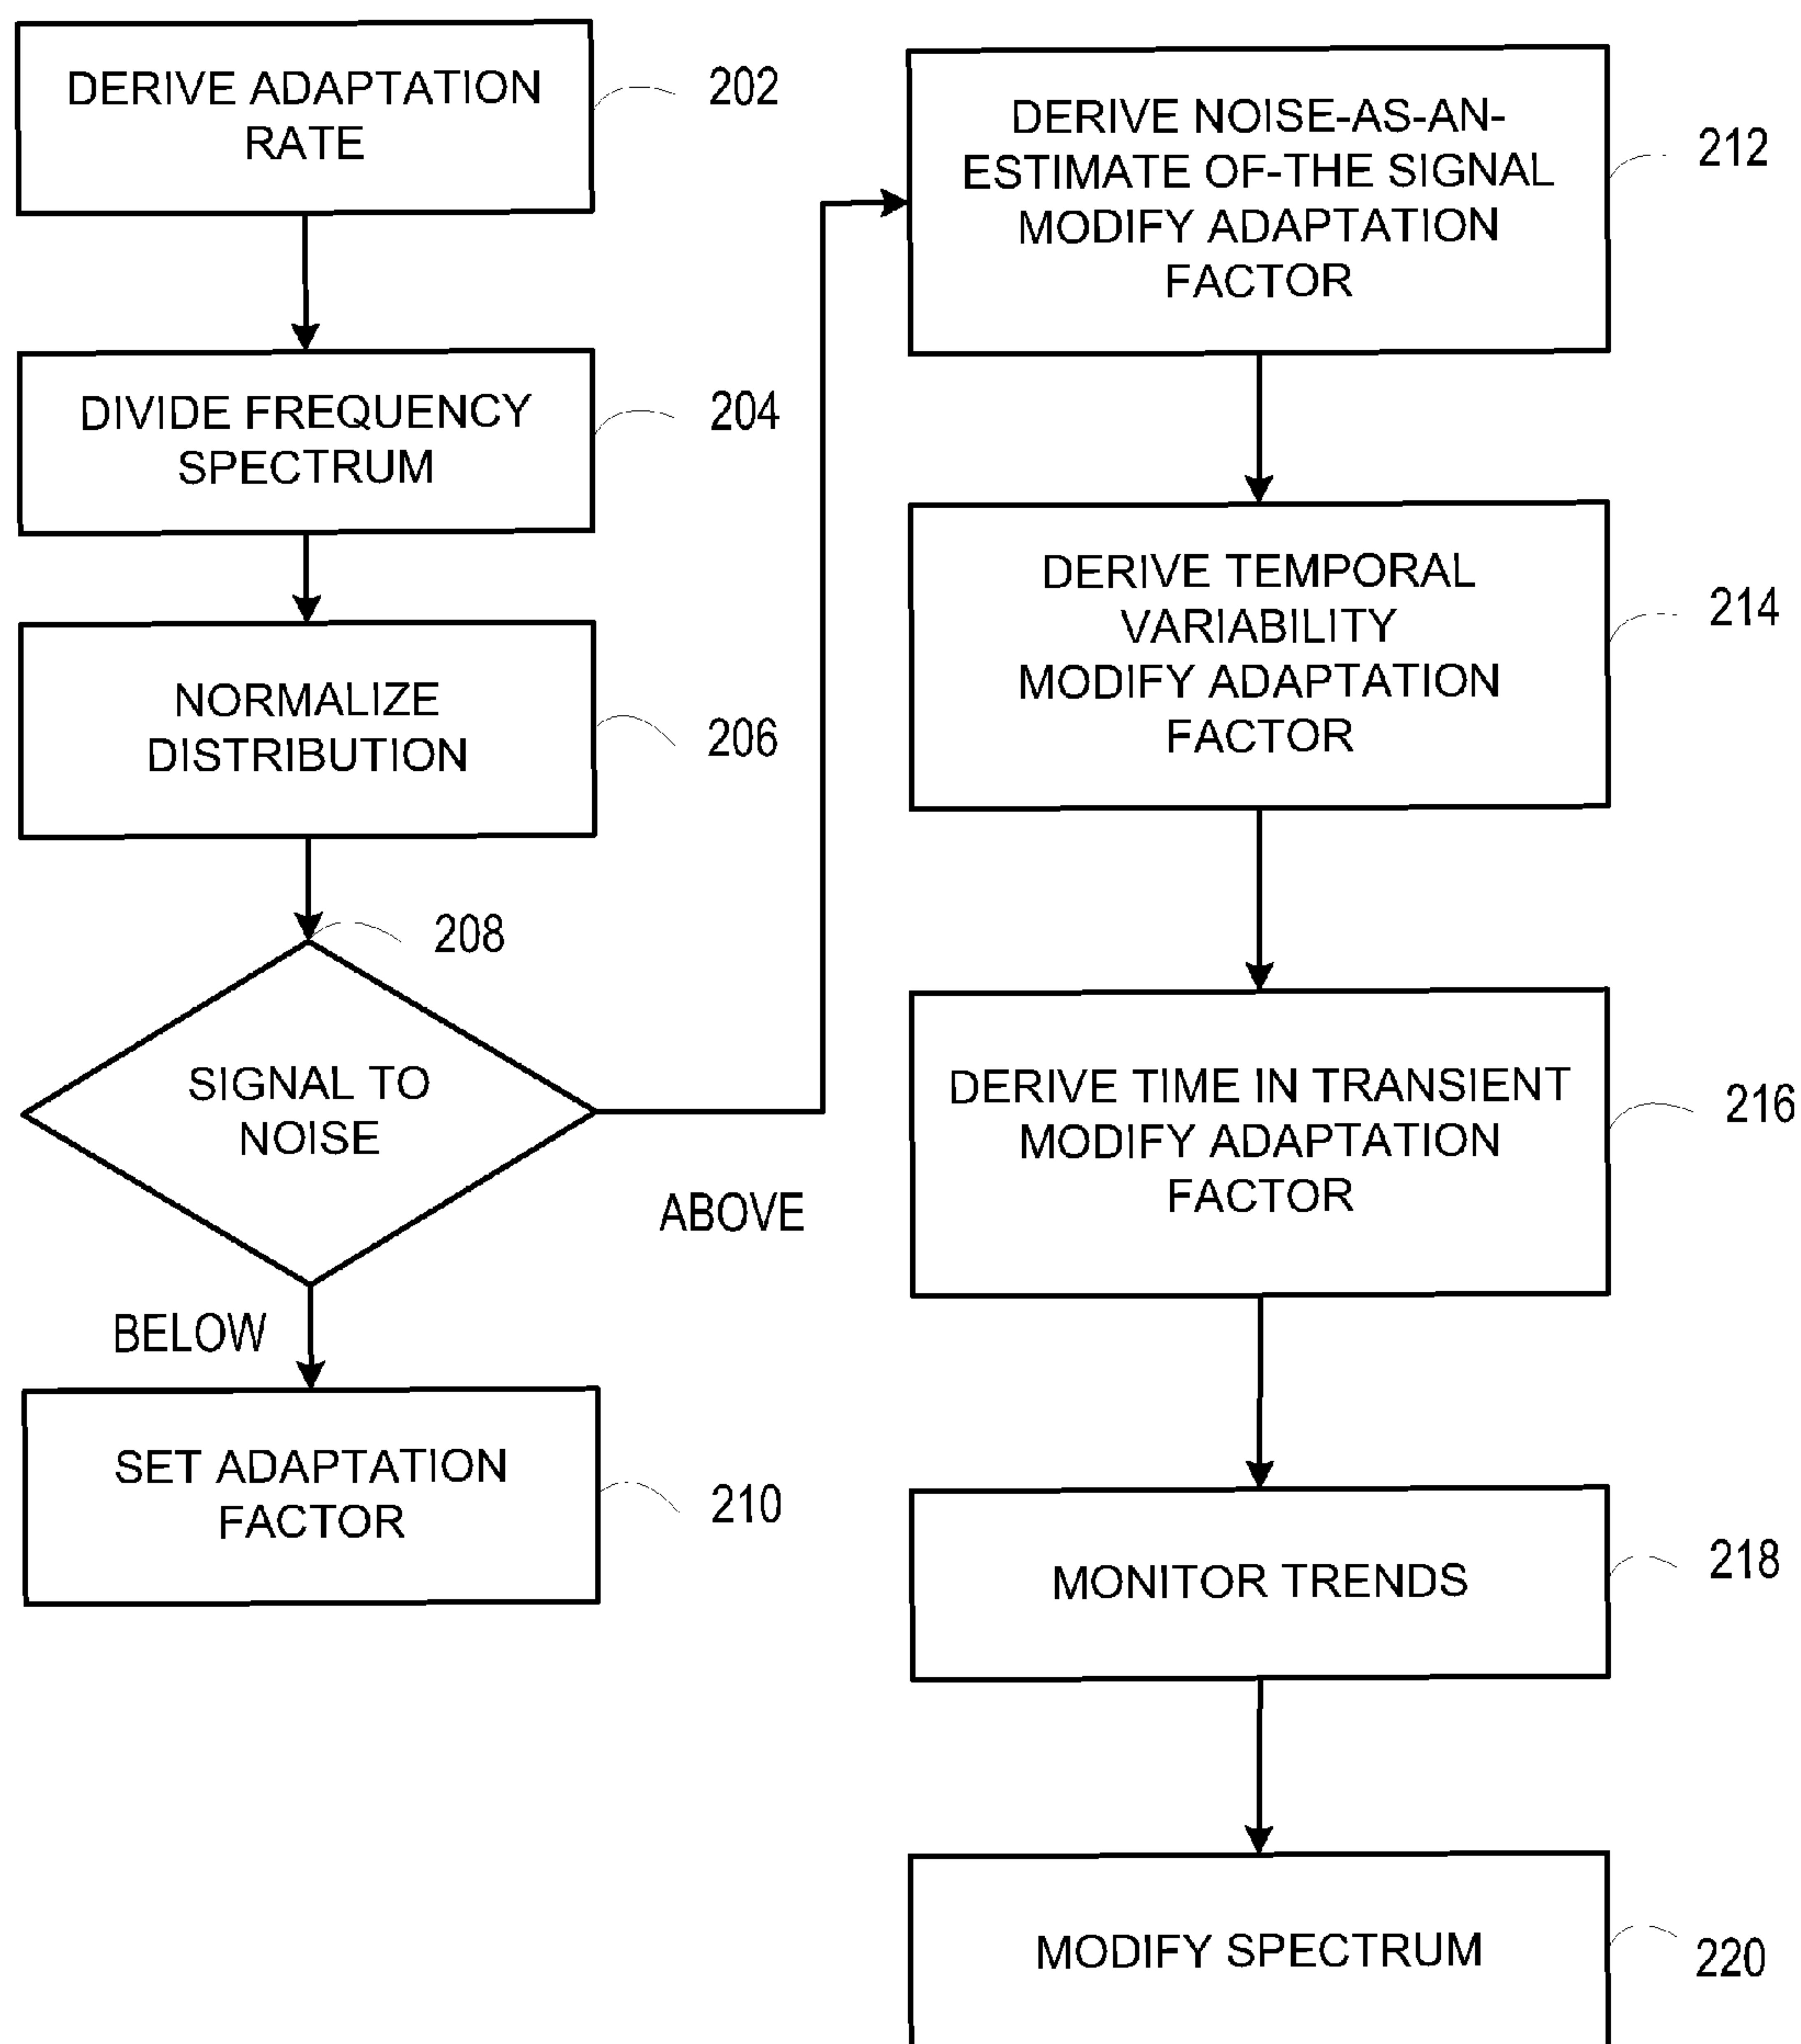 DERIVE ADAPTATION
RATE
202
DIVIDE FREQUENCY
SPECTRUM
204
NORMALIZE
DISTRIBUTION
206
208
SIGNAL TO
NOISE
ABOVE
BELOW
SET ADAPTATION
FACTOR
210
DERIVE NOISE-AS-AN-
ESTIMATE OF-THE SIGNAL
MODIFY ADAPTATION
FACTOR
212
DERIVE TEMPORAL
VARIABILITY
MODIFY ADAPTATION
FACTOR
214
DERIVE TIME IN TRANSIENT
MODIFY ADAPTATION
FACTOR
216
MONITOR TRENDS
218
MODIFY SPECTRUM
220